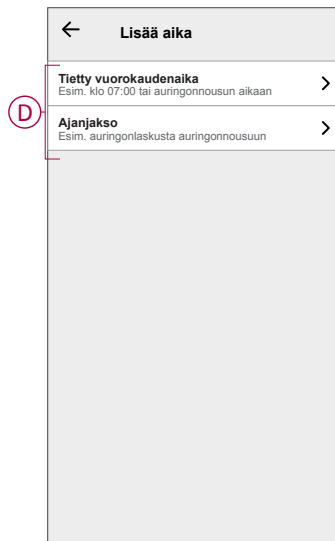 Lisää aika
Tietty vuorokaudenaika
Esim. klo 07:00 tai auringonnousun aikaan
D
Ajanjakso
Esim. auringonlaskusta auringonnousuun